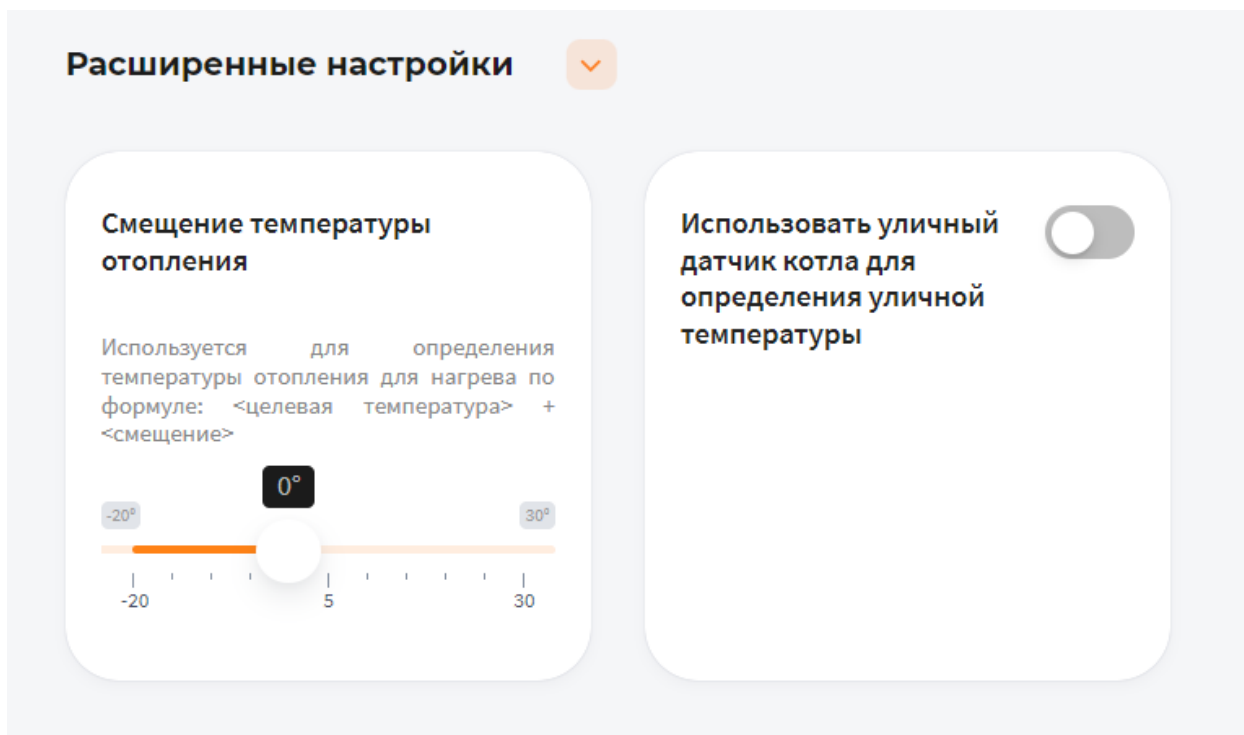 Расширенные настройки
Смещение температуры
отопления
Используется для определения
температуры отопления для нагрева по
формуле: <целевая температура> +
<смещение>
0°
-20°
30°
-20
5
30
Использовать уличный
датчик котла для
определения уличной
температуры